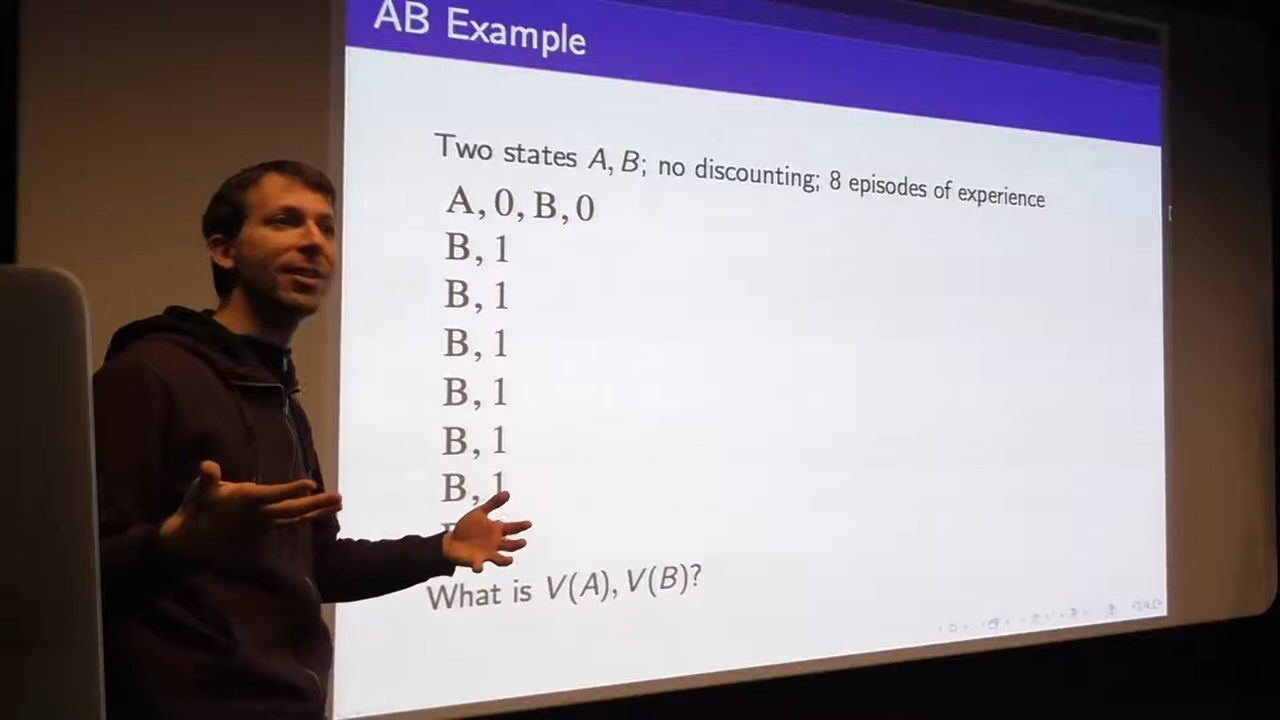 AB Example
Two states A, B; no discounting; 8 episodes of experience
A, 0, B, 0
B, 1
B, 1
B, 1
B, 1
B, 1
B, 1
What is V(A), V(B)?